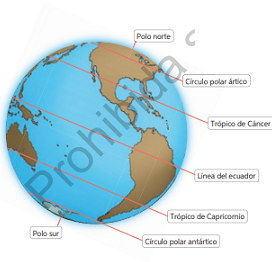 Polo norte
Círculo polar ártico
Trópico de Cáncer
Línea del ecuador
Trópico de Capricornio
Círculo polar antártico
Polo sur